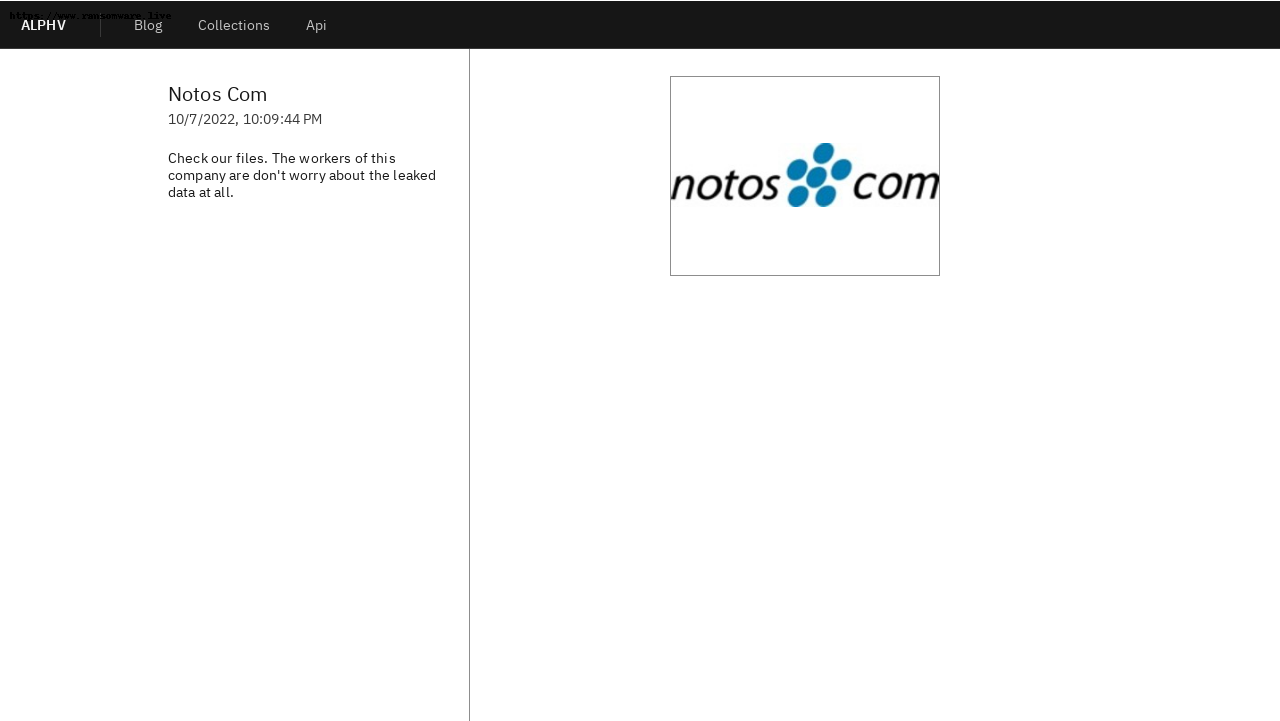 https://www.ransomware.live
ALPHV
Blog
Collections
Api
Notos Com
10/7/2022, 10:09:44 PM
Check our files. The workers of this
company are don't worry about the leaked
data at all.
notos com